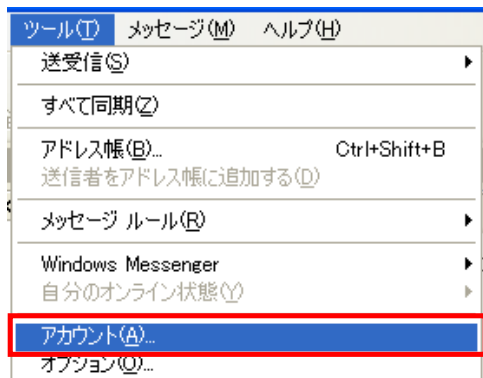 ツール(T) メッセージ(M) ヘルプ(H)
送受信(S)
すべて同期(Z)
アドレス帳(B)... Ctrl+Shift+B
送信者をアドレス帳に追加する(D)
メッセージ ルール(R)
Windows Messenger
自分のオンライン状態(Y)
アカウント(A)...
オプション(O)...